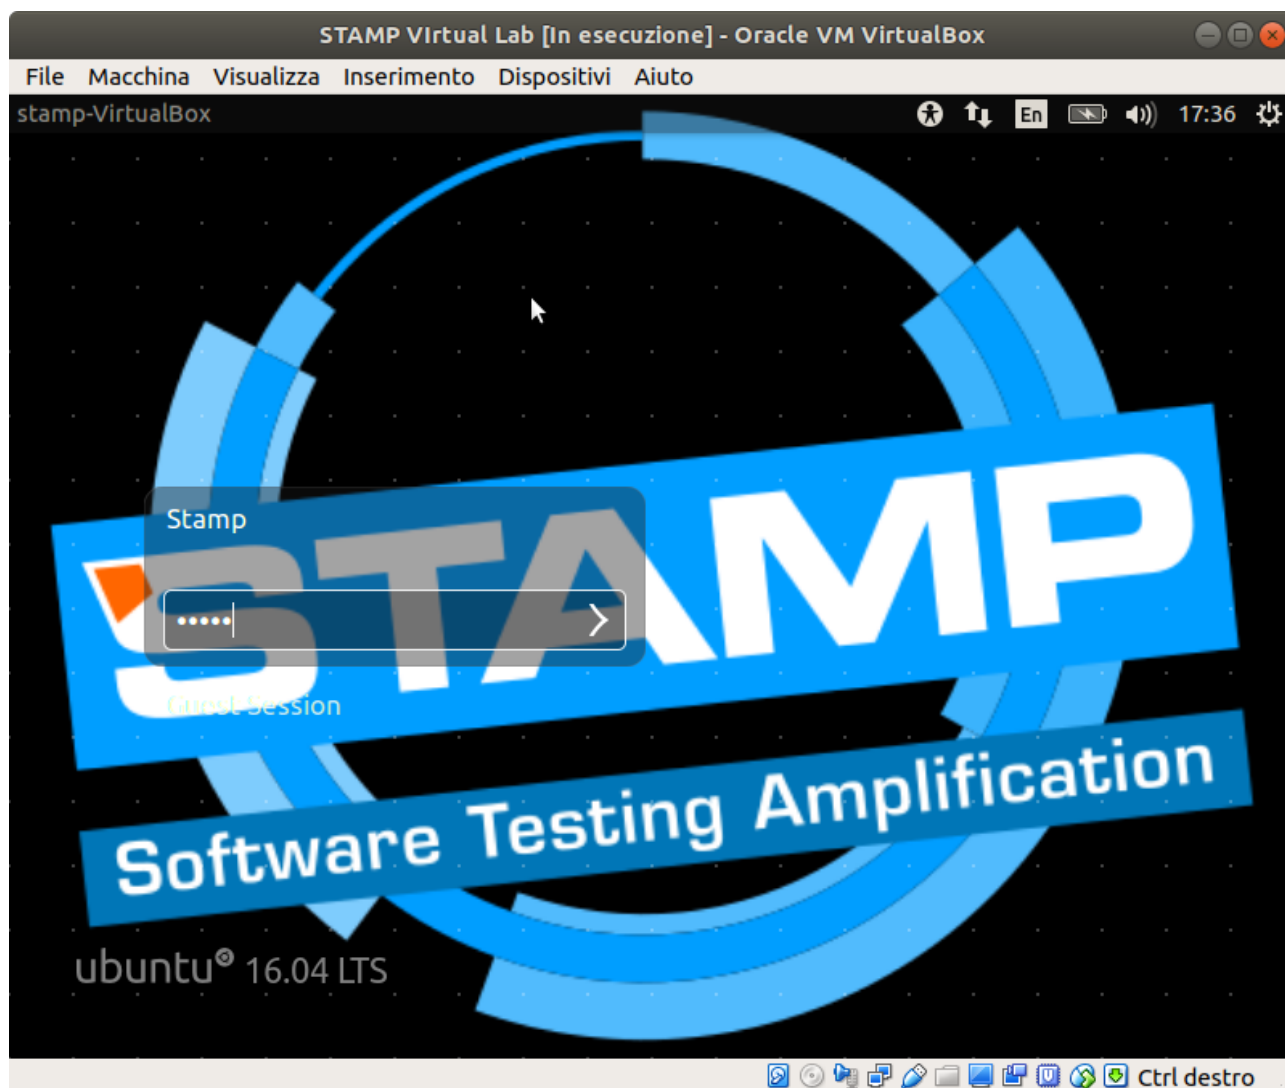 STAMP VIrtual Lab [In esecuzione] - Oracle VM VirtualBox
File Macchina Visualizza Inserimento Dispositivi Aiuto
stamp-VirtualBox En 17:36
STAMP
Stamp
Guest Session
Software Testing Amplification
ubuntu 16.04 LTS
Ctrl destro